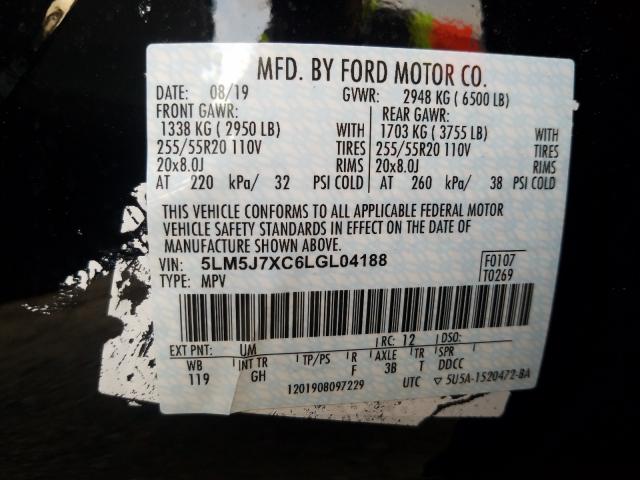 MFD. BY FORD MOTOR CO.
DATE: 08/19 GVWR: 2948 KG ( 6500 LB)
FRONT GAWR: REAR GAWR:
1338 KG ( 2950 LB) WITH 1703 KG ( 3755 LB) WITH
255/55R20 110V TIRES 255/55R20 110V TIRES
20x8.0J RIMS 20x8.0J RIMS
AT 220 kPa/ 32 PSI COLD AT 260 kPa/ 38 PSI COLD
THIS VEHICLE CONFORMS TO ALL APPLICABLE FEDERAL MOTOR
VEHICLE SAFETY STANDARDS IN EFFECT ON THE DATE OF
MANUFACTURE SHOWN ABOVE.
VIN: 5LM5J7XC6LGL04188 F0107
TYPE: MPV T0269
EXT PNT: UM RC: 12 DSO:
WB INT TR TP/PS R AXLE TR SPR
119 GH F 3B T DDCC
1201908097229 UTC ▽ 5U5A-1520472-BA